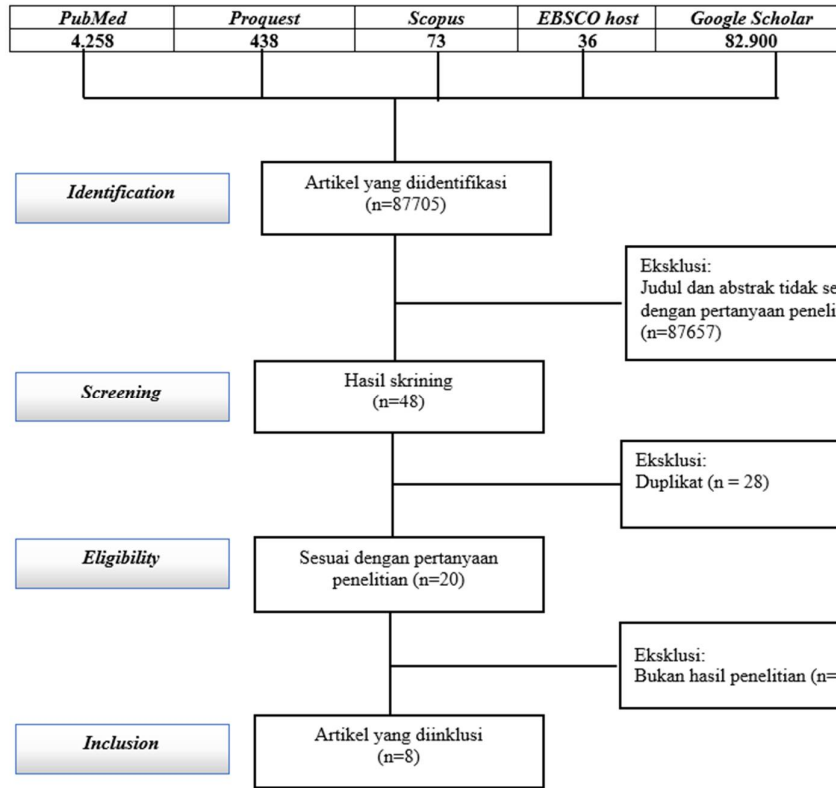 PubMed Proquest Scopus EBSCO host Google Scholar
4.258 438 73 36 82.900
Identification
Artikel yang diidentifikasi
(n=87705)
Eksklusi:
Judul dan abstrak tidak
dengan pertanyaan
(n=87657)
Screening
Hasil skrining
(n=48)
Eksklusi:
Duplikat (n = 28)
Eligibility
Sesuai dengan pertanyaan
penelitian (n=20)
Eksklusi:
Bukan hasil penelitian (n=
Inclusion
Artikel yang diinklusi
(n=8)